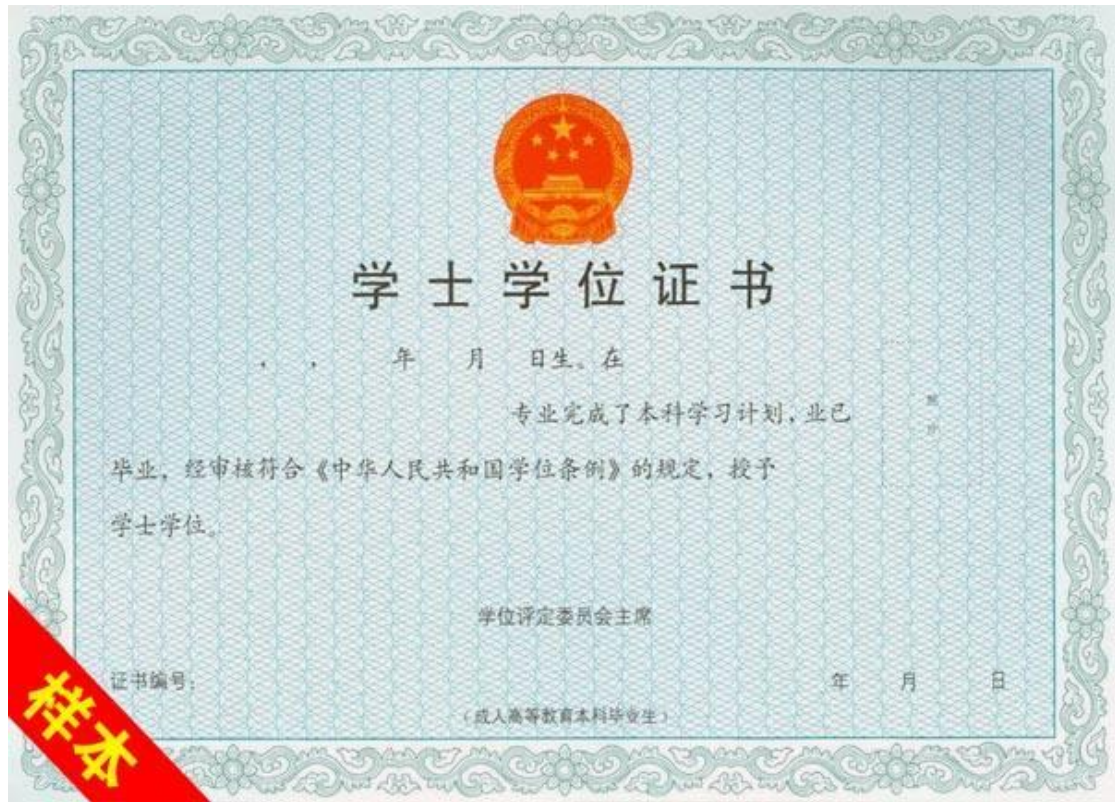 学士学位证书
，， 年 月 日生。在
专业完成了本科学习计划，业已
毕业，经审核符合《中华人民共和国学位条例》的规定，授予
学士学位。
学位评定委员会主席
证书编号： 年 月 日
（成人高等教育本科毕业生）
样本